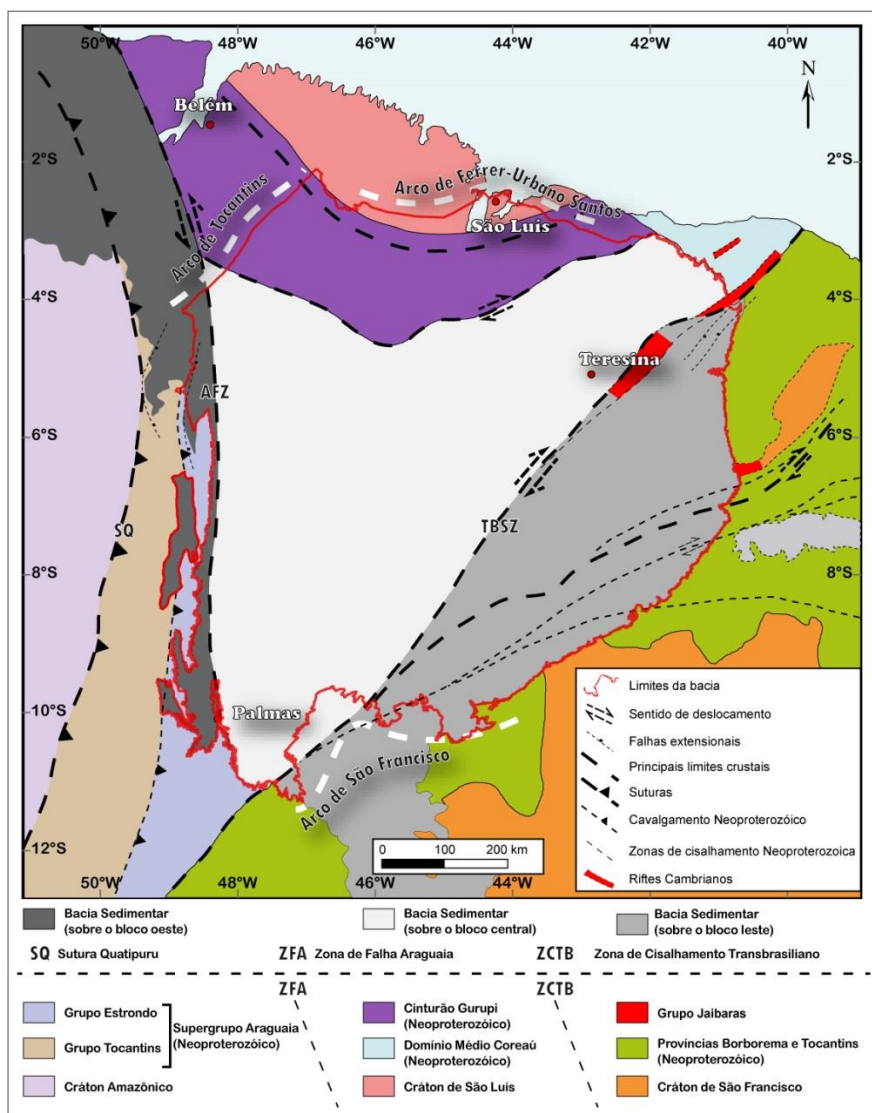 50°W 48°W 46°W 44°W 42°W 40°W
N
Belém
2°S 2°S
Arco de Ferrer-Urbano Santos
São Luís
Arco de Tocantins
4°S 4°S
Teresina
AFZ
6°S 6°S
SQ
TBSZ
8°S 8°S
Palmas
10°S
Arco de São Francisco
12°S
0 100 200 km
50°W 48°W 46°W 44°W
Limites da bacia
Sentido de deslocamento
Falhas extensionais
Principais limites crustais
Suturas
Cavalgamento Neoproterozóico
Zonas de cisalhamento Neoproterozoica
Riftes Cambrianos
Bacia Sedimentar
(sobre o bloco oeste)
Bacia Sedimentar
(sobre o bloco central)
Bacia Sedimentar
(sobre o bloco leste)
SQ Sutura Quatipuru
ZFA Zona de Falha Araguaia
ZCTB Zona de Cisalhamento Transbrasiliano
ZFA
ZCTB
Grupo Estrondo
Grupo Tocantins
Supergrupo Araguaia
(Neoproterozóico)
Cráton Amazônico
Cinturão Gurupi
(Neoproterozóico)
Domínio Médio Coreaú
(Neoproterozóico)
Cráton de São Luís
Grupo Jaibaras
Províncias Borborema e Tocantins
(Neoproterozóico)
Cráton de São Francisco